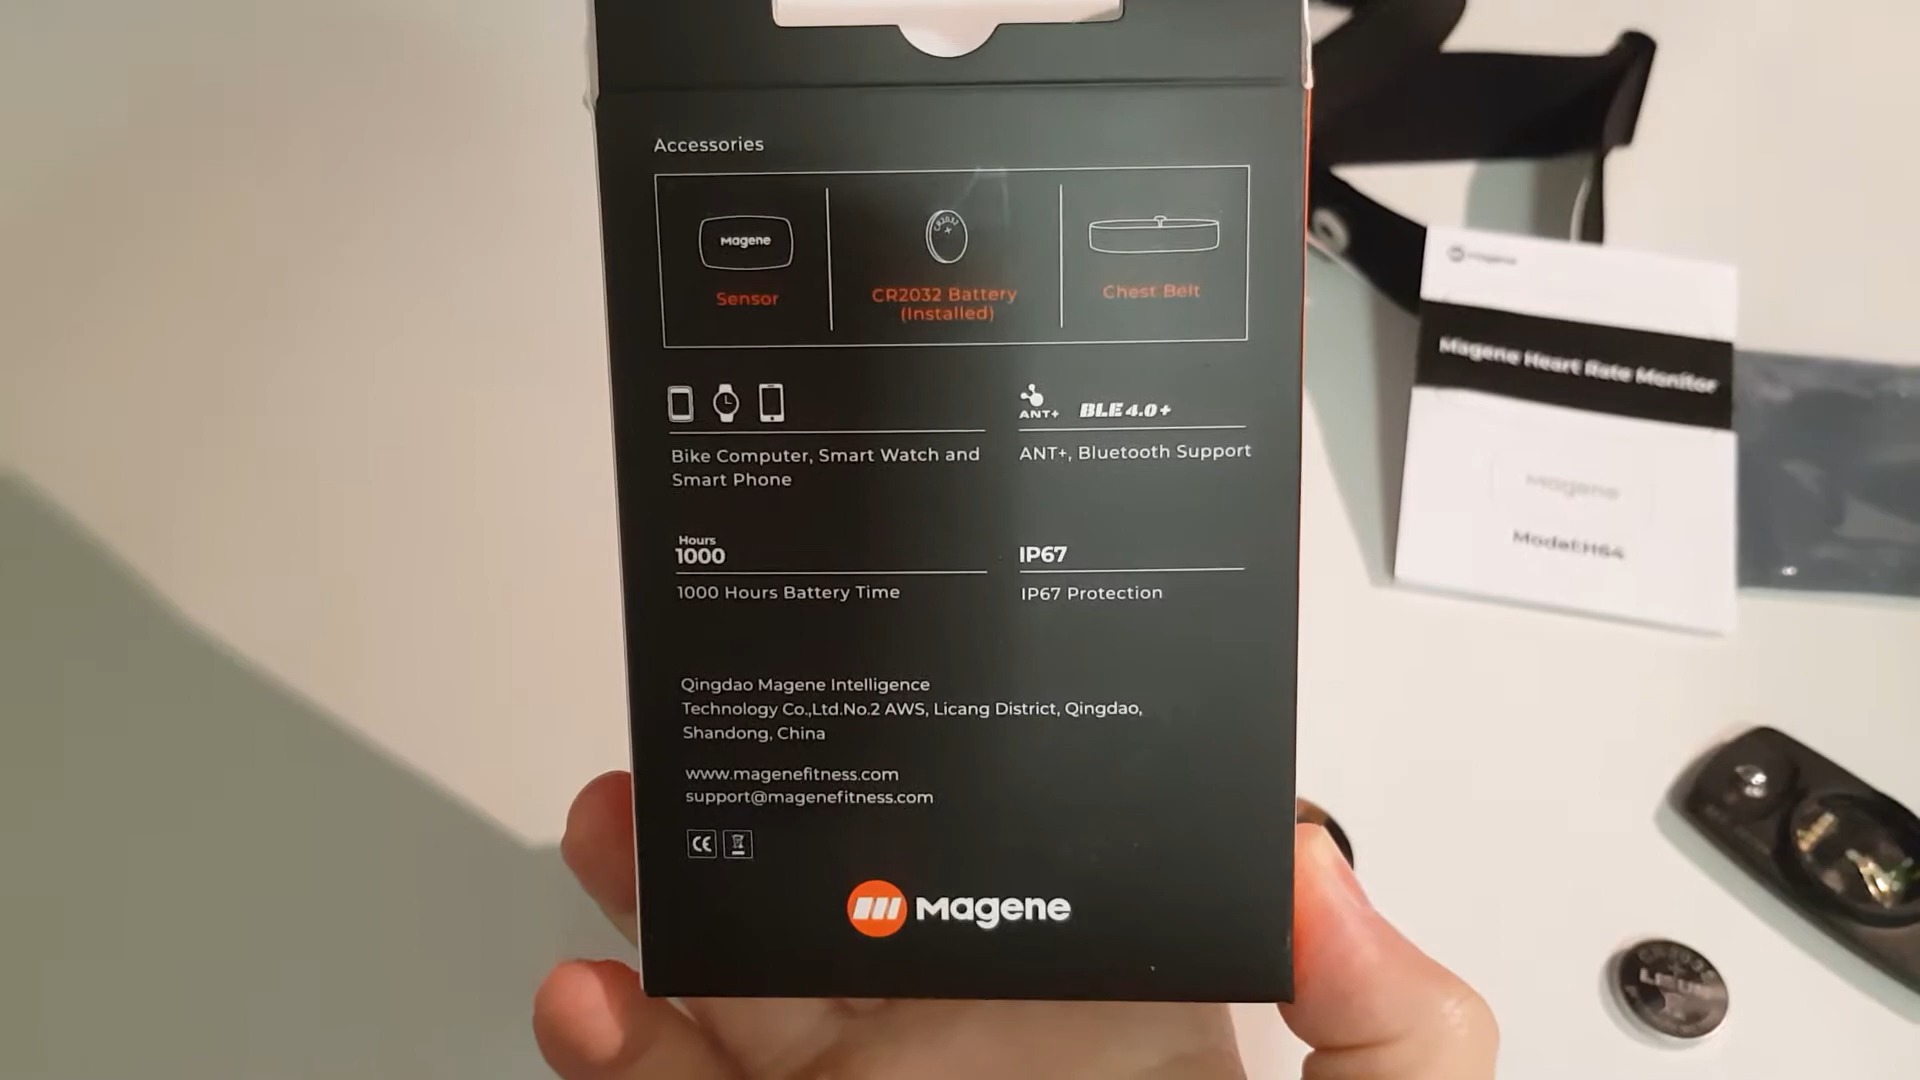 Accessories
Magene
CR2032
+
Sensor
CR2032 Battery
(Installed)
Chest Belt
ANT+
BLE 4.0+
Bike Computer, Smart Watch and
Smart Phone
ANT+, Bluetooth Support
Hours
1000
1000 Hours Battery Time
IP67
IP67 Protection
Qingdao Magene Intelligence
Technology Co.,Ltd.No.2 AWS, Licang District, Qingdao,
Shandong, China
www.magenefitness.com
support@magenefitness.com
CE
Magene
Magene
Magene Heart Rate Monitor
Magene
Model:H64